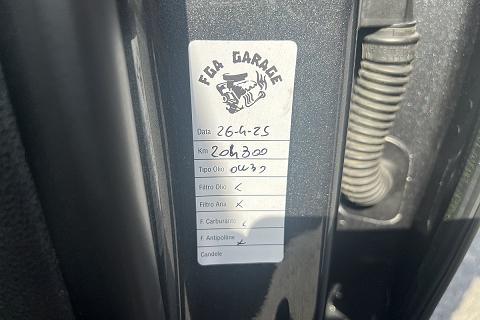 FGA GARAGE
Data 26-4-25
Km 204300
Tipo Olio 0W30
Filtro Olio x
Filtro Aria x
F. Carburante x
F. Antipolline x
Candele